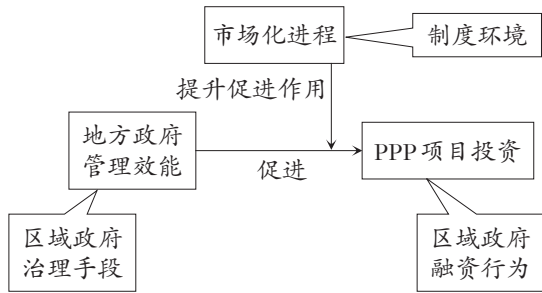 市场化进程
制度环境
提升促进作用
地方政府
管理效能
促进
PPP项目投资
区域政府
治理手段
区域政府
融资行为